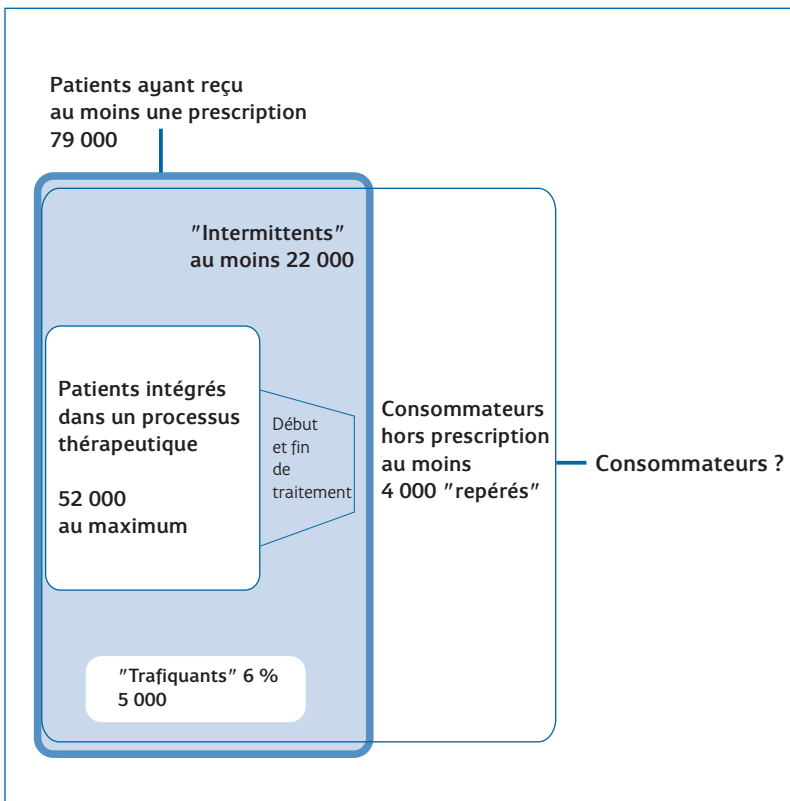 Patients ayant reçu
au moins une prescription
79 000
"Intermittents"
au moins 22 000
Patients intégrés
dans un processus
thérapeutique
52 000
au maximum
Début
et fin
de
traitement
Consommateurs
hors prescription
au moins
4 000 "repérés"
Consommateurs ?
"Trafiquants" 6 %
5 000